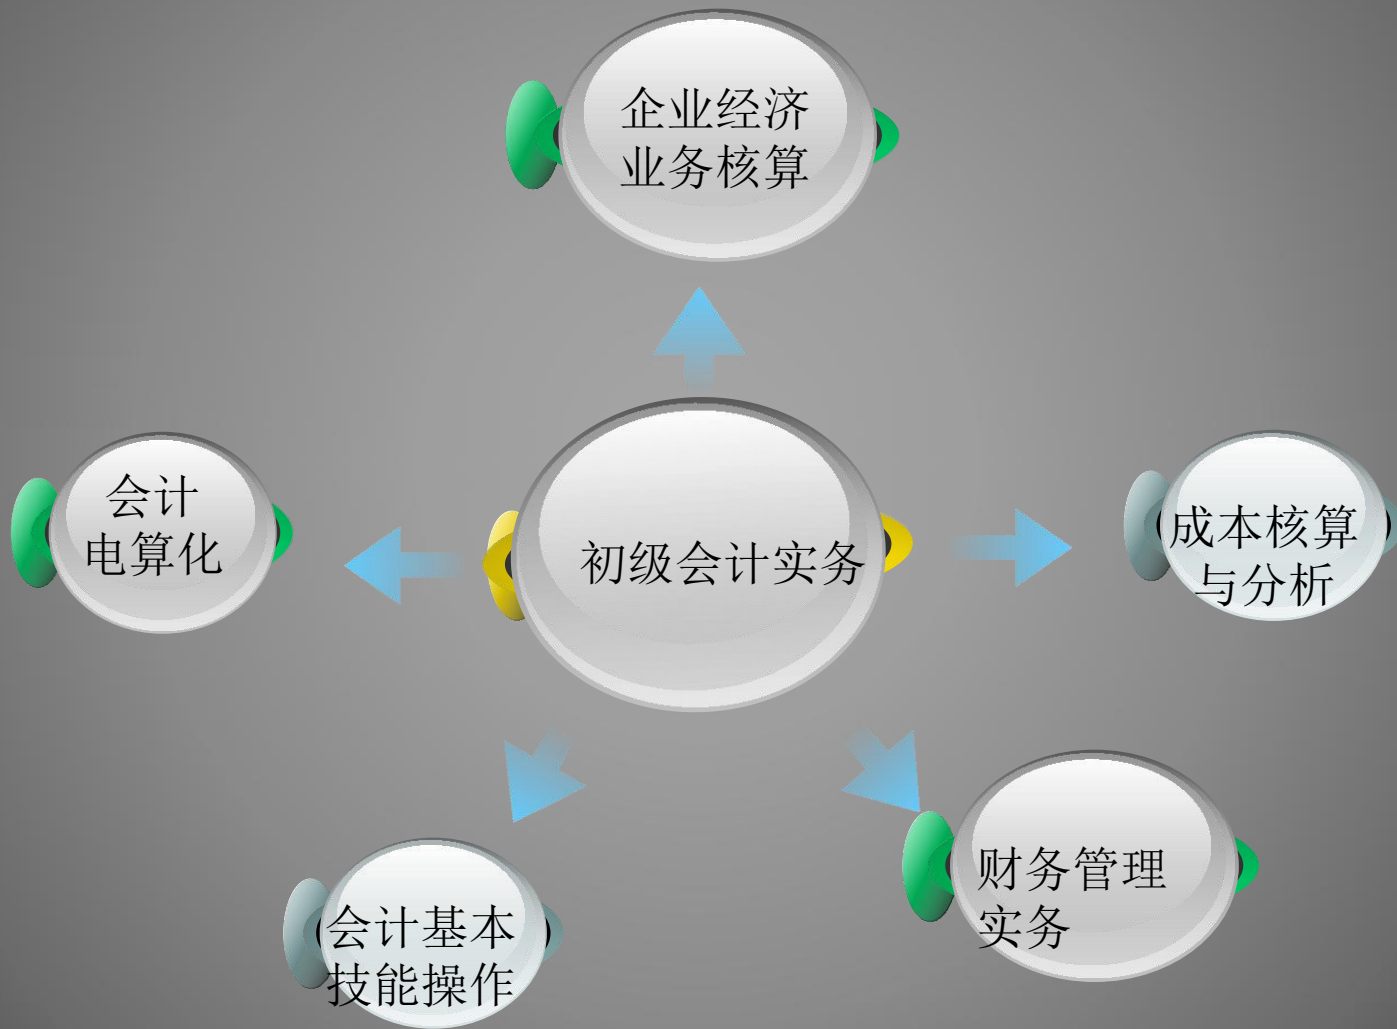 企业经济
业务核算
会计
电算化
初级会计实务
成本核算
与分析
财务管理
实务
会计基本
技能操作